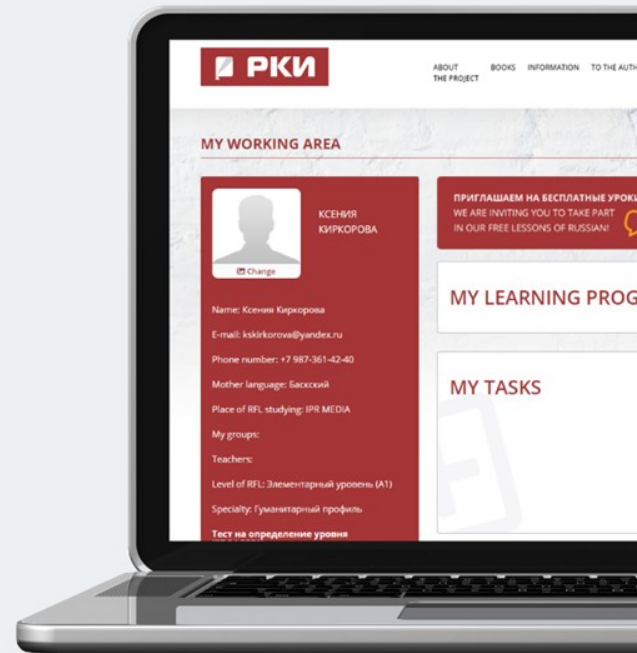 РКИ
ABOUT
THE PROJECT
BOOKS
INFORMATION
TO THE AUTH
MY WORKING AREA
КСЕНИЯ
КИРКОРОВА
Change
Name: Ксения Киркорова
E-mail: kskirkorova@yandex.ru
Phone number: +7 987-361-42-40
Mother language: Баскский
Place of RFL studying: IPR MEDIA
My groups:
Teachers:
Level of RFL: Элементарный уровень (A1)
Specialty: Гуманитарный профиль
Тест на определение уровня
ПРИГЛАШАЕМ НА БЕСПЛАТНЫЕ УРОКИ
WE ARE INVITING YOU TO TAKE PART
IN OUR FREE LESSONS OF RUSSIAN!
MY LEARNING PROG
MY TASKS